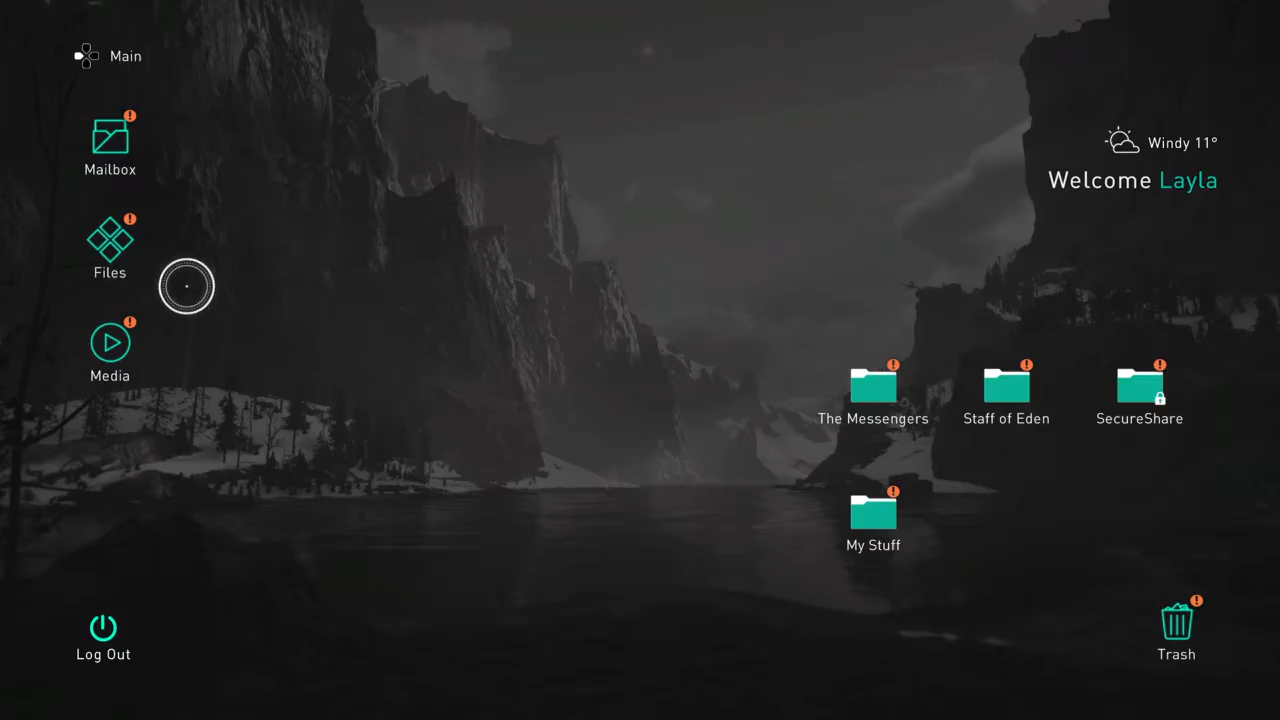 Main
Mailbox
Files
Media
Log Out
Windy 11°
Welcome Layla
The Messengers
Staff of Eden
SecureShare
My Stuff
Trash